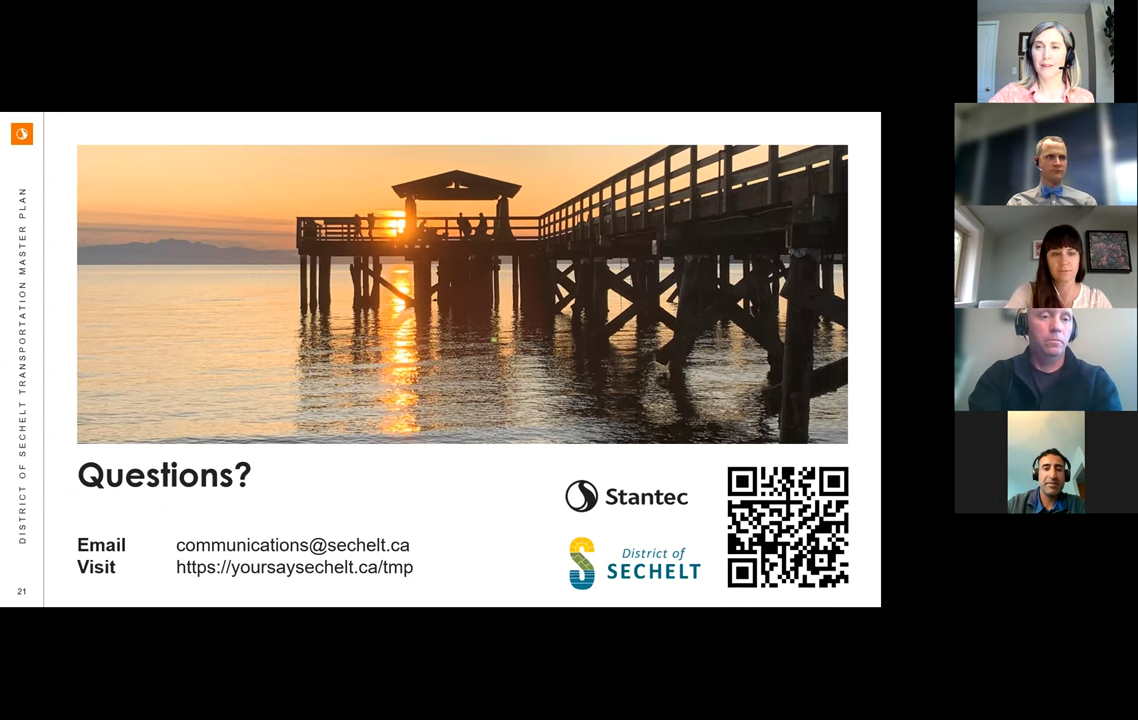 DISTRICT OF SECHELT TRANSPORTATION MASTER PLAN
21
Questions?
Email communications@sechelt.ca
Visit https://yoursaysechelt.ca/tmp
Stantec
District of
SECHELT